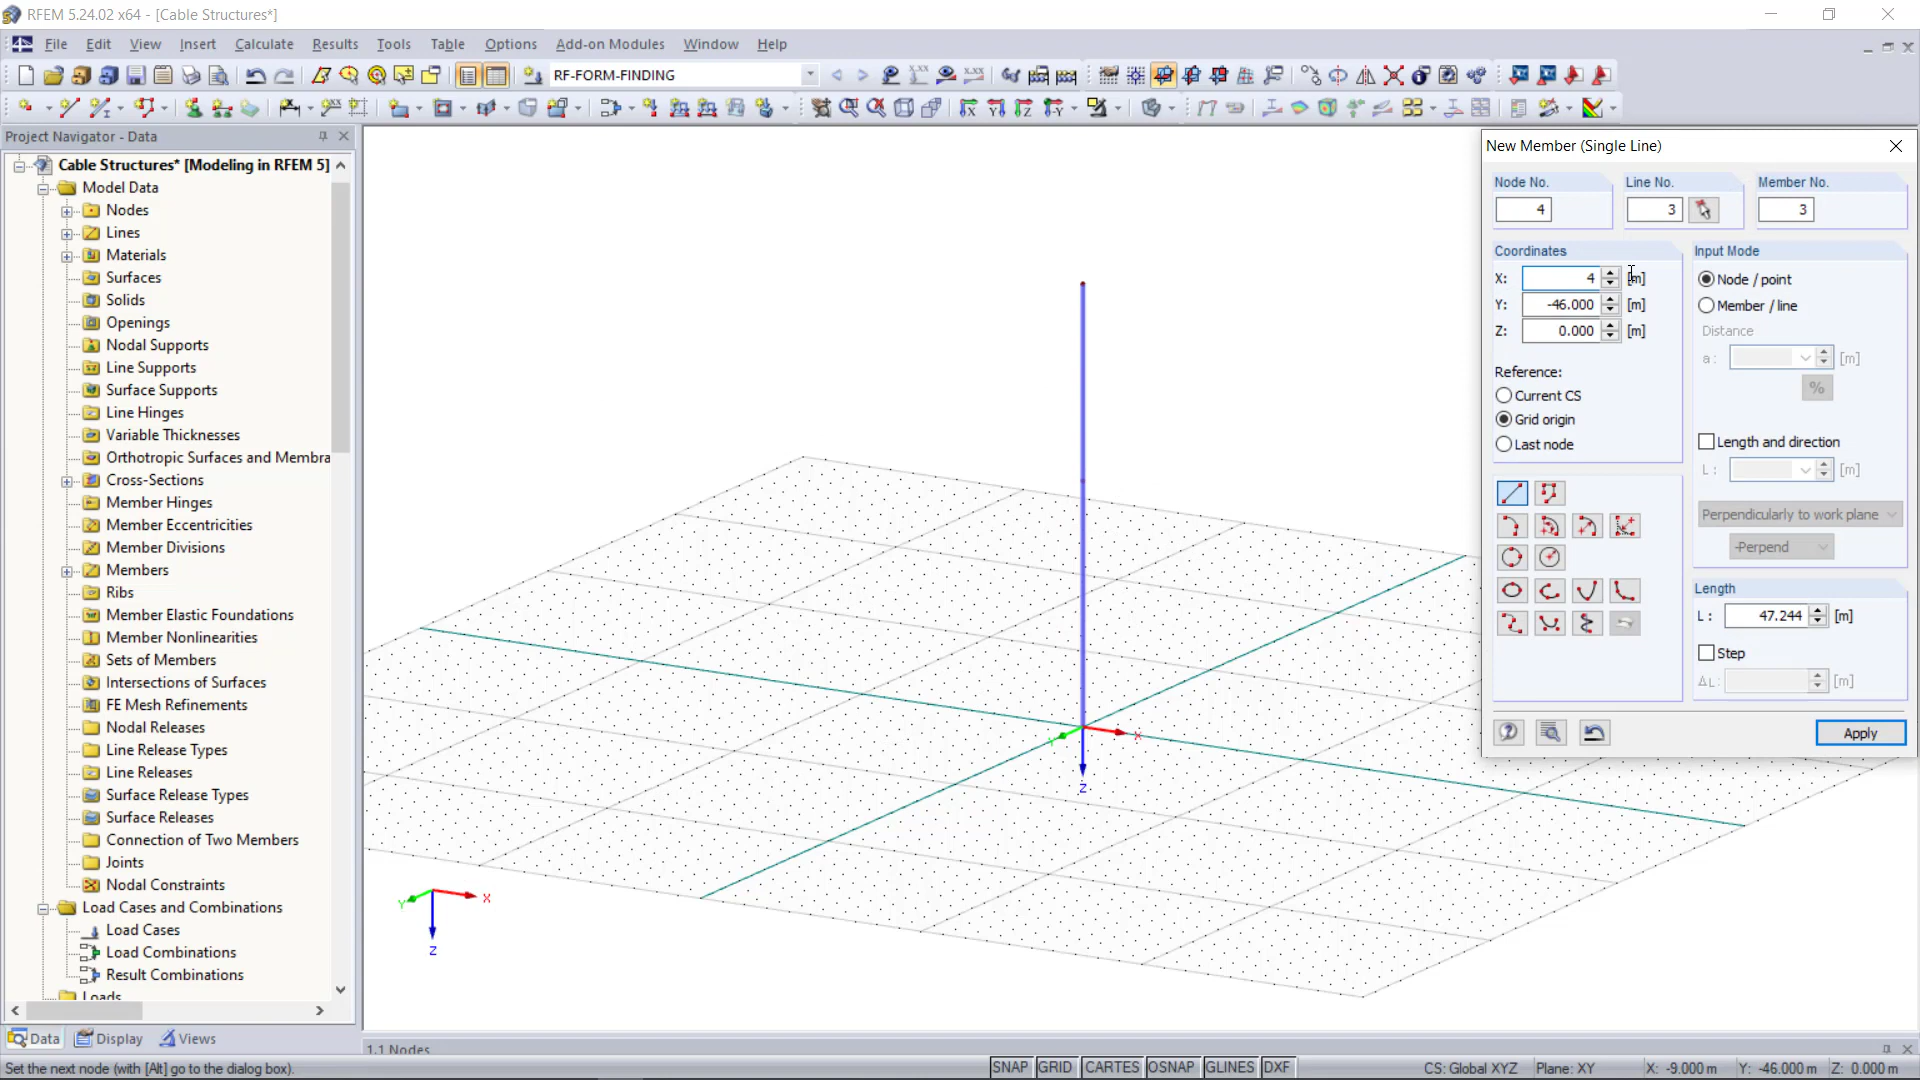 RFEM 5.24.02 x64 - [Cable Structures*]
File Edit View Insert Calculate Results Tools Table Options Add-on Modules Window Help
RF-FORM-FINDING
Project Navigator - Data
Cable Structures* [Modeling in RFEM 5]
Model Data
Nodes
Lines
Materials
Surfaces
Solids
Openings
Nodal Supports
Line Supports
Surface Supports
Line Hinges
Variable Thicknesses
Orthotropic Surfaces and Membra
Cross-Sections
Member Hinges
Member Eccentricities
Member Divisions
Members
Ribs
Member Elastic Foundations
Member Nonlinearities
Sets of Members
Intersections of Surfaces
FE Mesh Refinements
Nodal Releases
Line Release Types
Line Releases
Surface Release Types
Surface Releases
Connection of Two Members
Joints
Nodal Constraints
Load Cases and Combinations
Load Cases
Load Combinations
Result Combinations
Loads
Data Display Views
X
Y
Z
X
Y
Z
New Member (Single Line)
Node No. Line No. Member No.
4 3 3
Coordinates
X: 4 [m]
Y: -46.000 [m]
Z: 0.000 [m]
Reference:
Current CS
Grid origin
Last node
Input Mode
Node / point
Member / line
Distance
a: [m]
%
Length and direction
L: [m]
Perpendicularly to work plane
-Perpend
Length
L: 47.244 [m]
Step
ΔL: [m]
Apply
1.1 Nodes
Set the next node (with [Alt] go to the dialog box).
SNAP GRID CARTES OSNAP GLINES DXF CS: Global XYZ Plane: XY X: -9.000 m Y: -46.000 m Z: 0.000 m